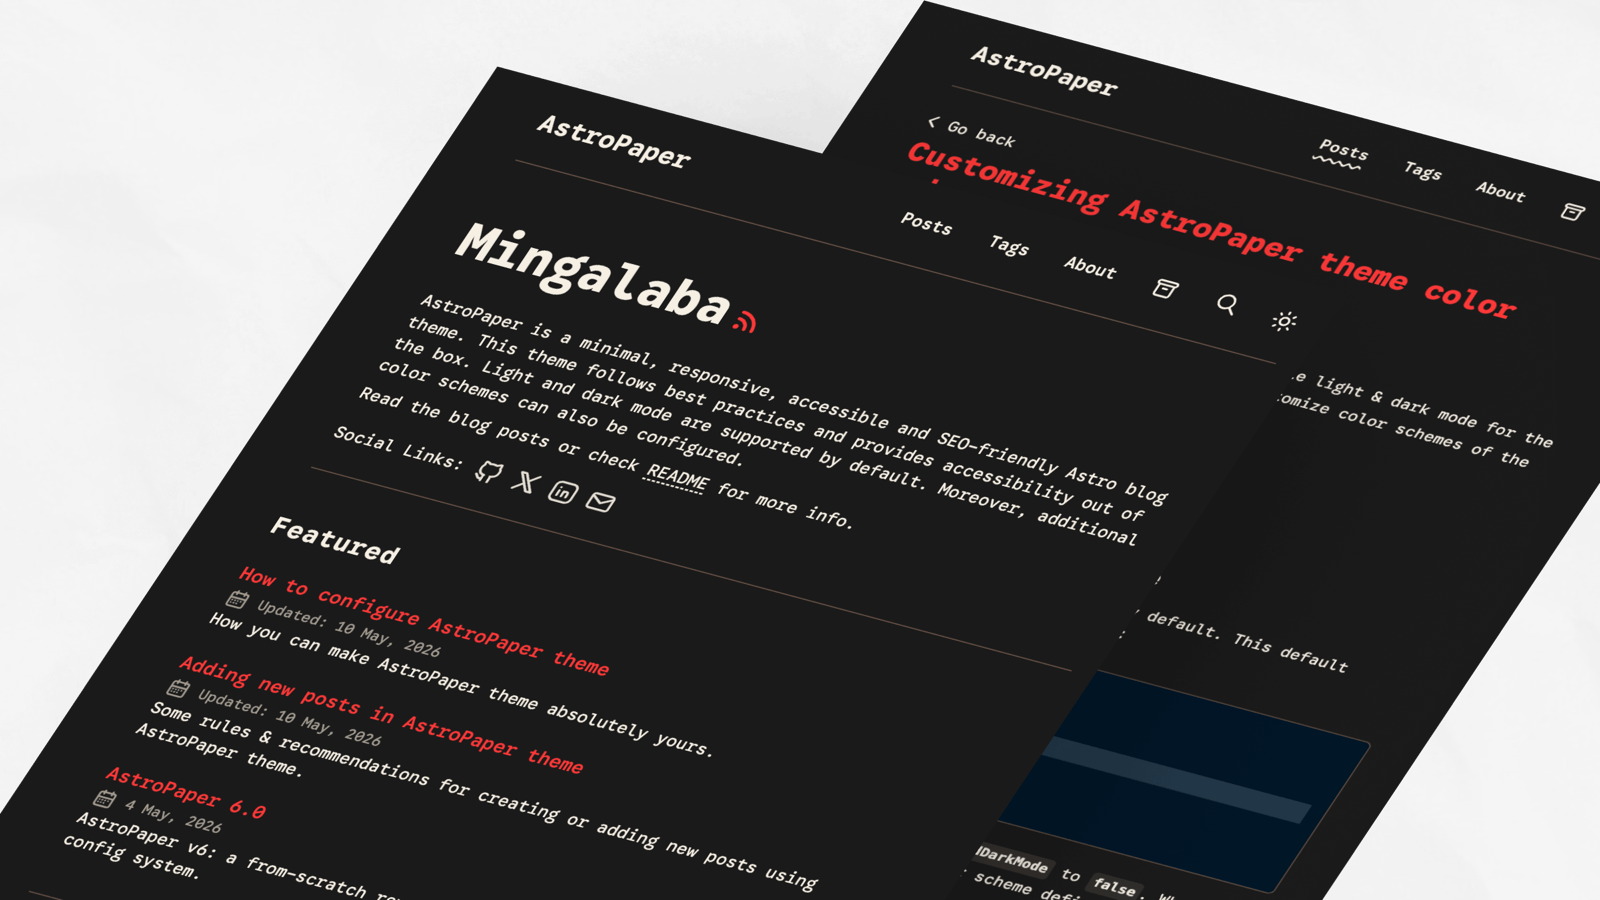 AstroPaper
Posts
Tags
About
Mingalaba
AstroPaper is a minimal, responsive, accessible and SEO-friendly Astro blog
theme. This theme follows best practices and provides accessibility out of
the box. Light and dark mode are supported by default. Moreover, additional
color schemes can also be configured.
Read the blog posts or check README for more info.
Social Links:
Featured
How to configure AstroPaper theme
Updated: 10 May, 2026
How you can make AstroPaper theme absolutely yours.
Adding new posts in AstroPaper theme
Updated: 10 May, 2026
Some rules & recommendations for creating or adding new posts using
AstroPaper theme.
AstroPaper 6.0
4 May, 2026
AstroPaper v6: a from-scratch
config system.
AstroPaper
Posts
Tags
About
Go back
Customizing AstroPaper theme color
light & dark mode for the
color schemes of the
default. This default
DarkMode to false.
scheme